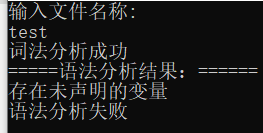 输入文件名称:
test
词法分析成功
=====语法分析结果：======
存在未声明的变量
语法分析失败